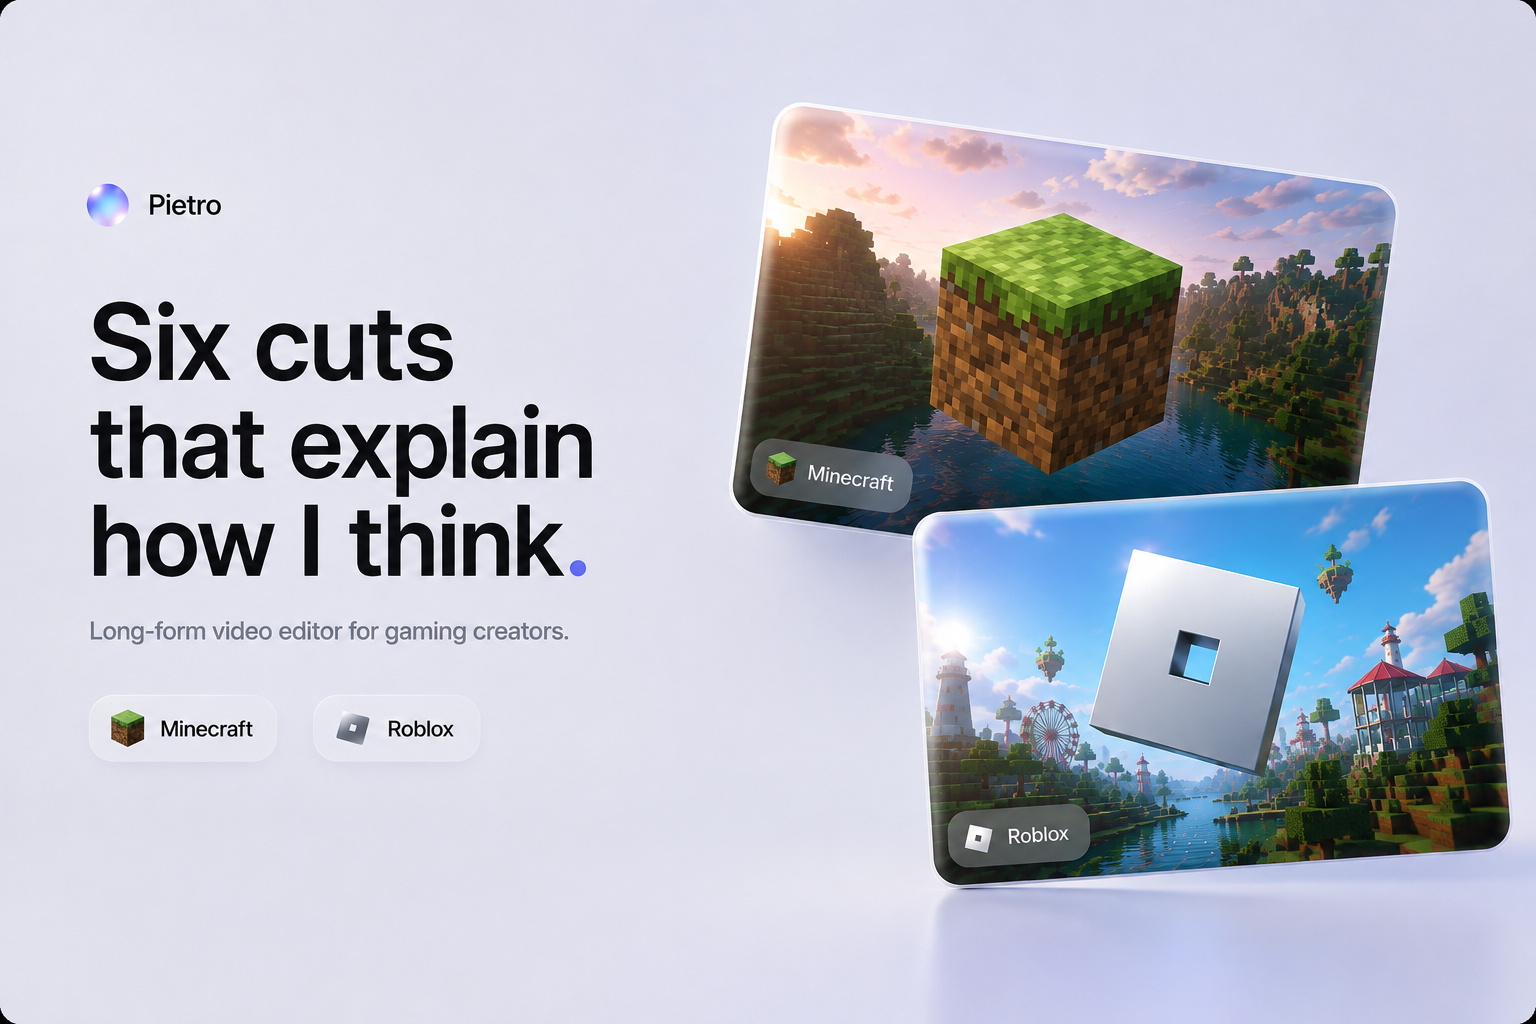 Pietro
Six cuts
that explain
how I think.
Long-form video editor for gaming creators.
Minecraft
Roblox
Minecraft
Roblox